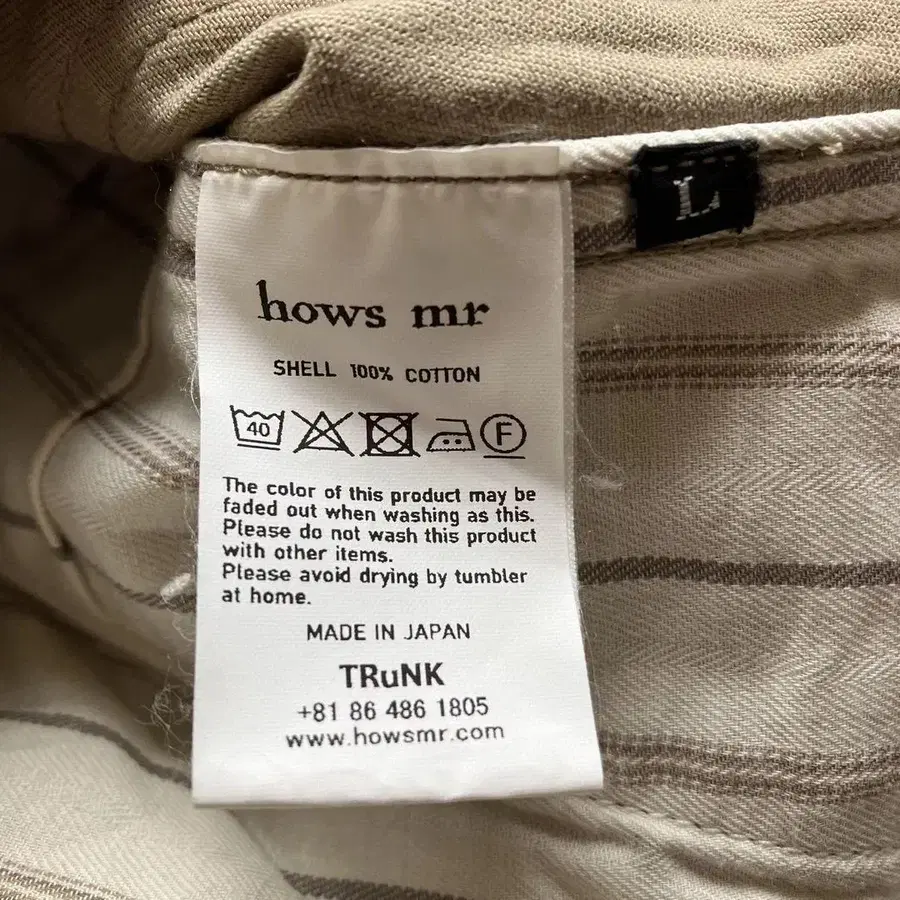 L
hows mr
SHELL 100% COTTON
40 F
The color of this product may be
faded out when washing as this.
Please do not wash this product
with other items.
Please avoid drying by tumbler
at home.
MADE IN JAPAN
TRuNK
+81 86 486 1805
www.howsmr.com